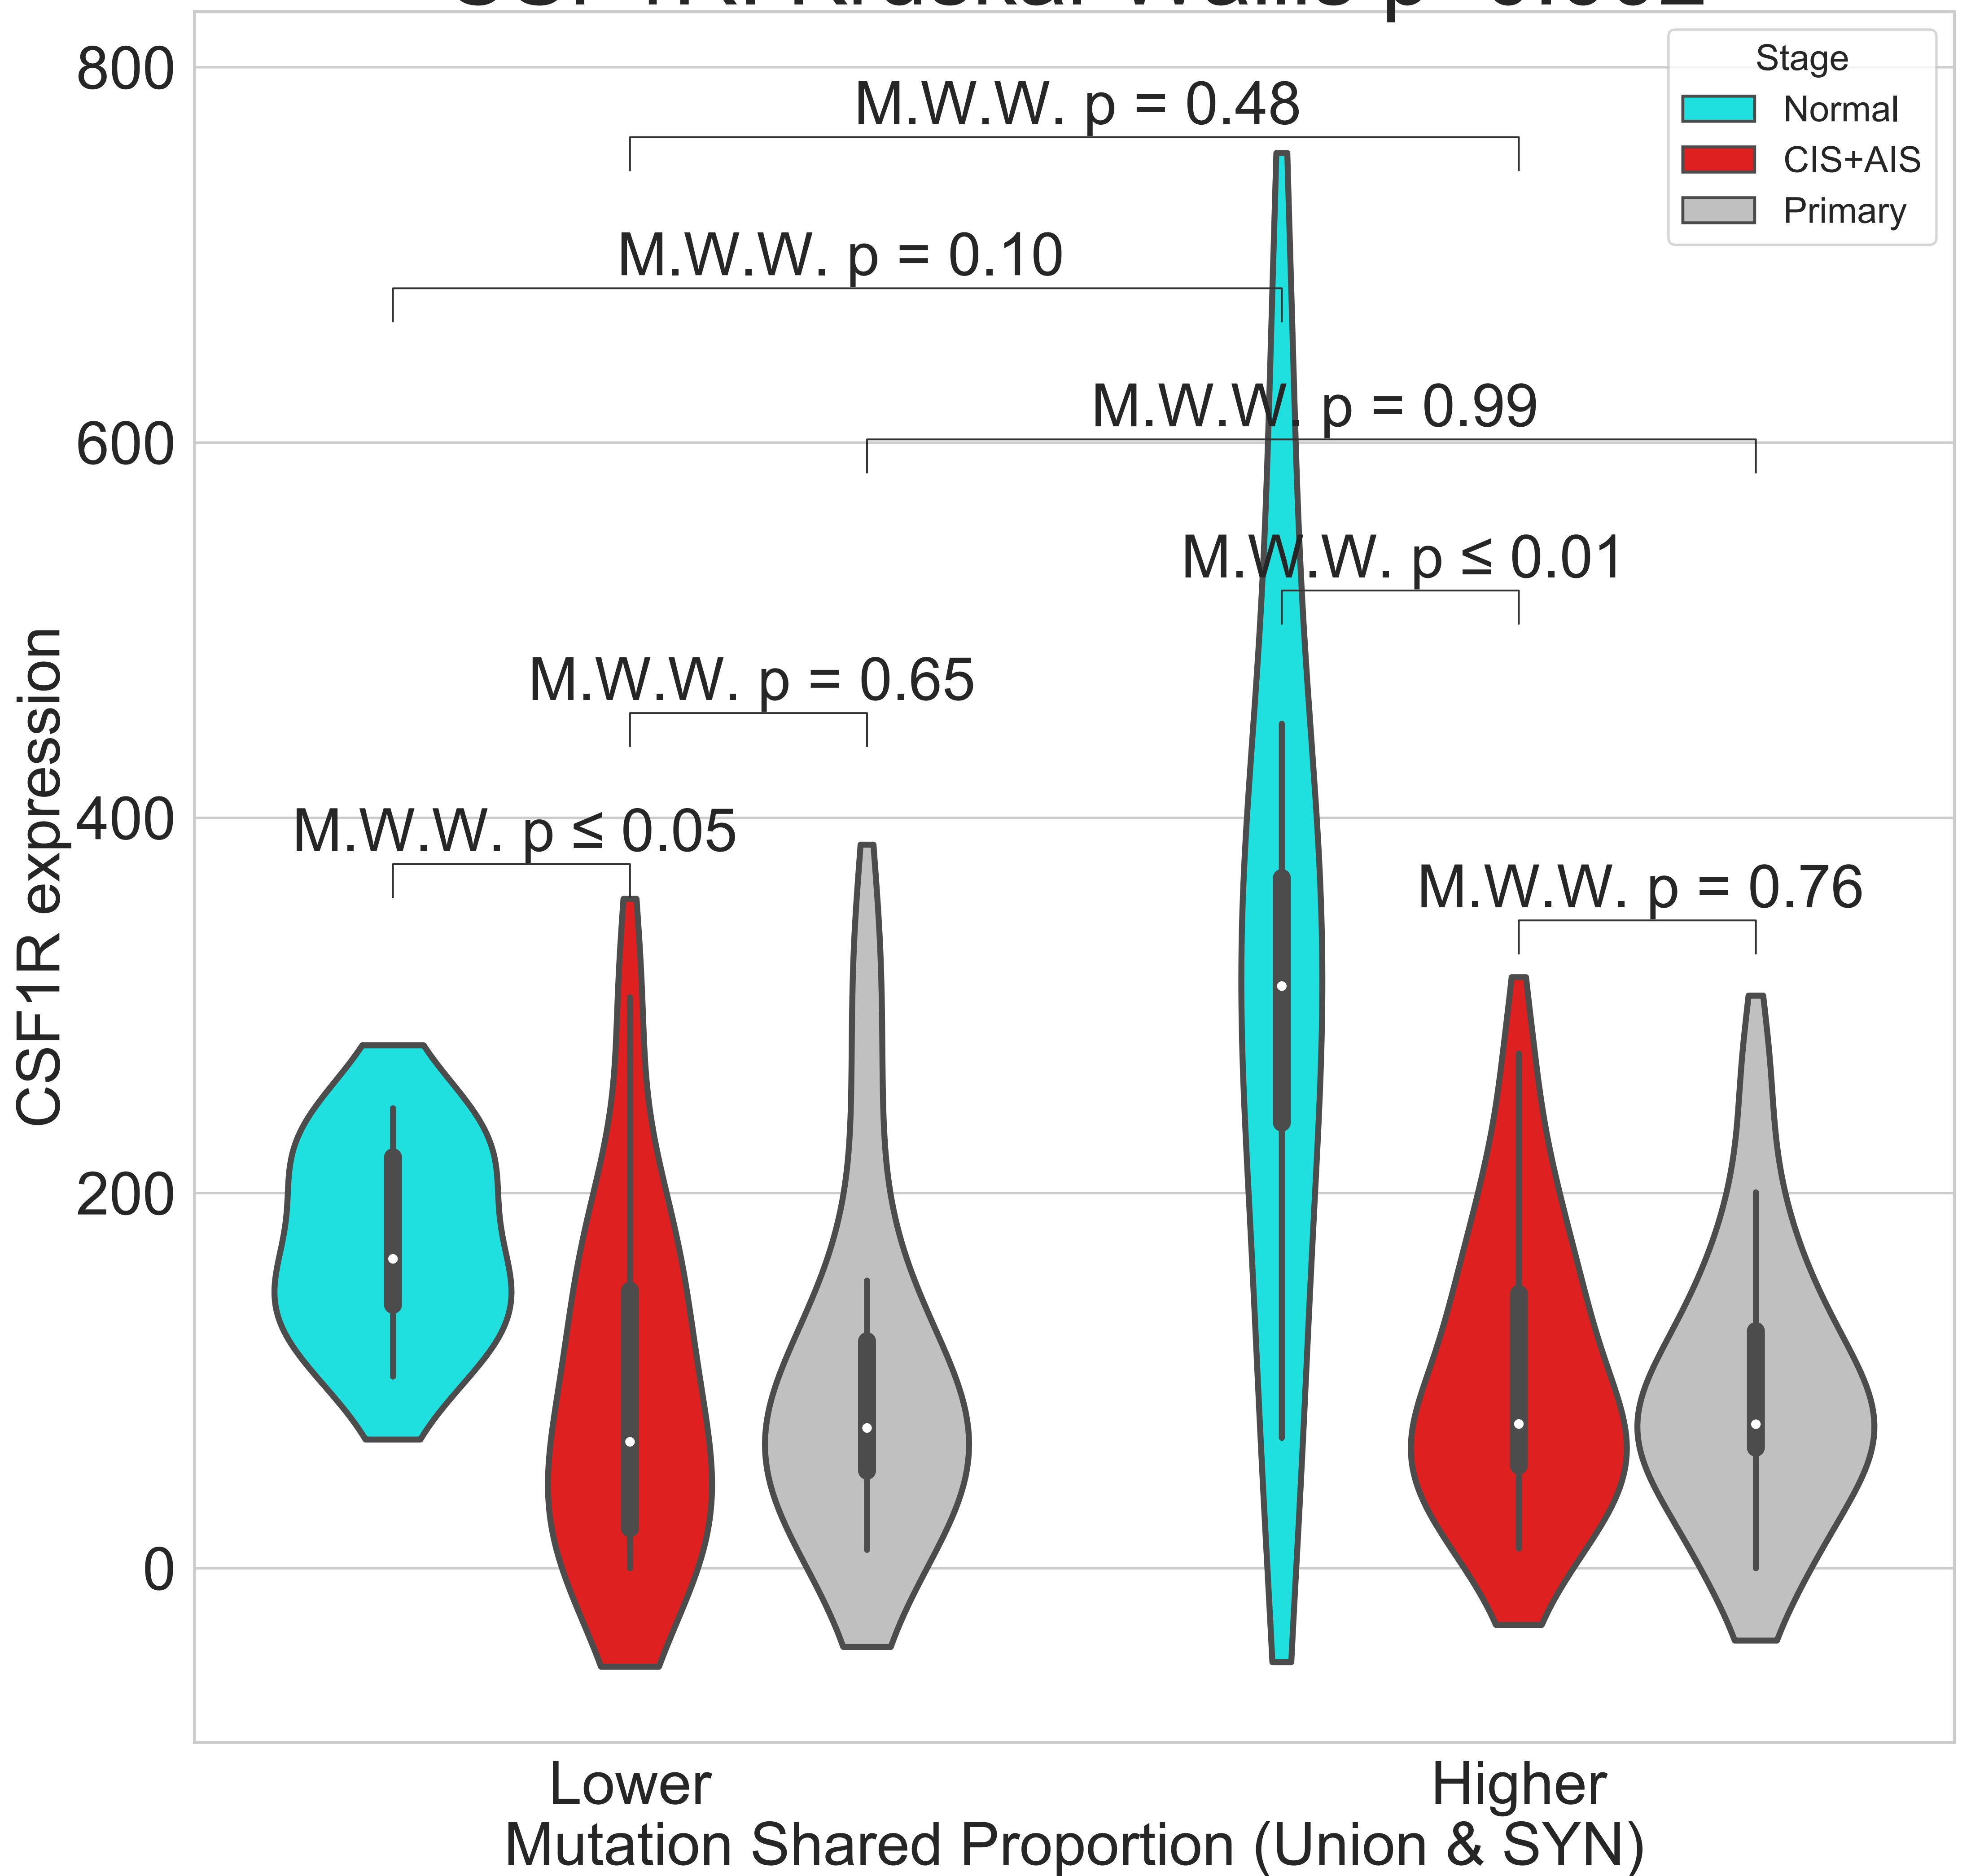 800
600
400
200
0
CSF1R expression
Stage
Normal
CIS+AIS
Primary
M.W.W. p = 0.48
M.W.W. p = 0.10
M.W.W. p = 0.99
M.W.W. p ≤ 0.01
M.W.W. p = 0.65
M.W.W. p ≤ 0.05
M.W.W. p = 0.76
Lower
Higher
Mutation Shared Proportion (Union & SYN)